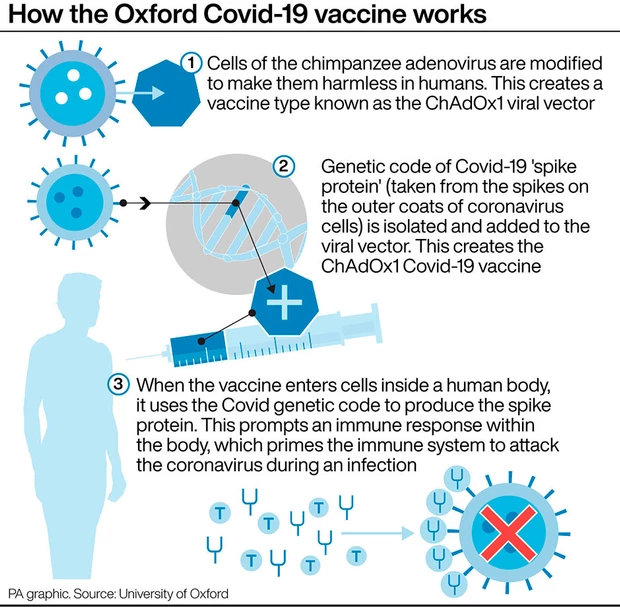 How the Oxford Covid-19 vaccine works
1 Cells of the chimpanzee adenovirus are modified
to make them harmless in humans. This creates a
vaccine type known as the ChAdOx1 viral vector
2 Genetic code of Covid-19 'spike
protein' (taken from the spikes on
the outer coats of coronavirus
cells) is isolated and added to the
viral vector. This creates the
ChAdOx1 Covid-19 vaccine
3 When the vaccine enters cells inside a human body,
it uses the Covid genetic code to produce the spike
protein. This prompts an immune response within
the body, which primes the immune system to attack
the coronavirus during an infection
T
T
T
T
T
T
PA graphic. Source: University of Oxford